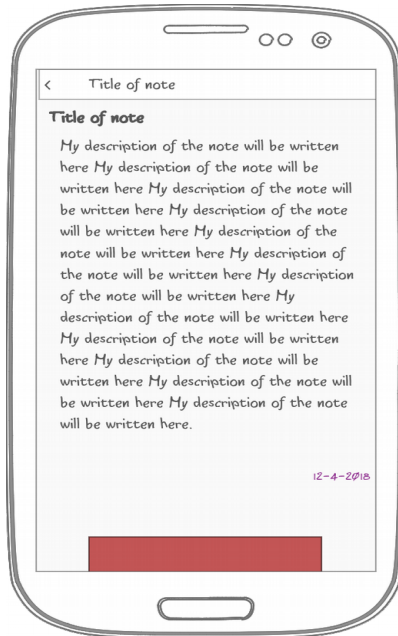 < Title of note
Title of note
My description of the note will be written
here My description of the note will be
written here My description of the note will
be written here My description of the note
will be written here My description of the
note will be written here My description of
the note will be written here My description
of the note will be written here My
description of the note will be written here
My description of the note will be written
here My description of the note will be
written here My description of the note will
be written here My description of the note
will be written here.
12-4-2018